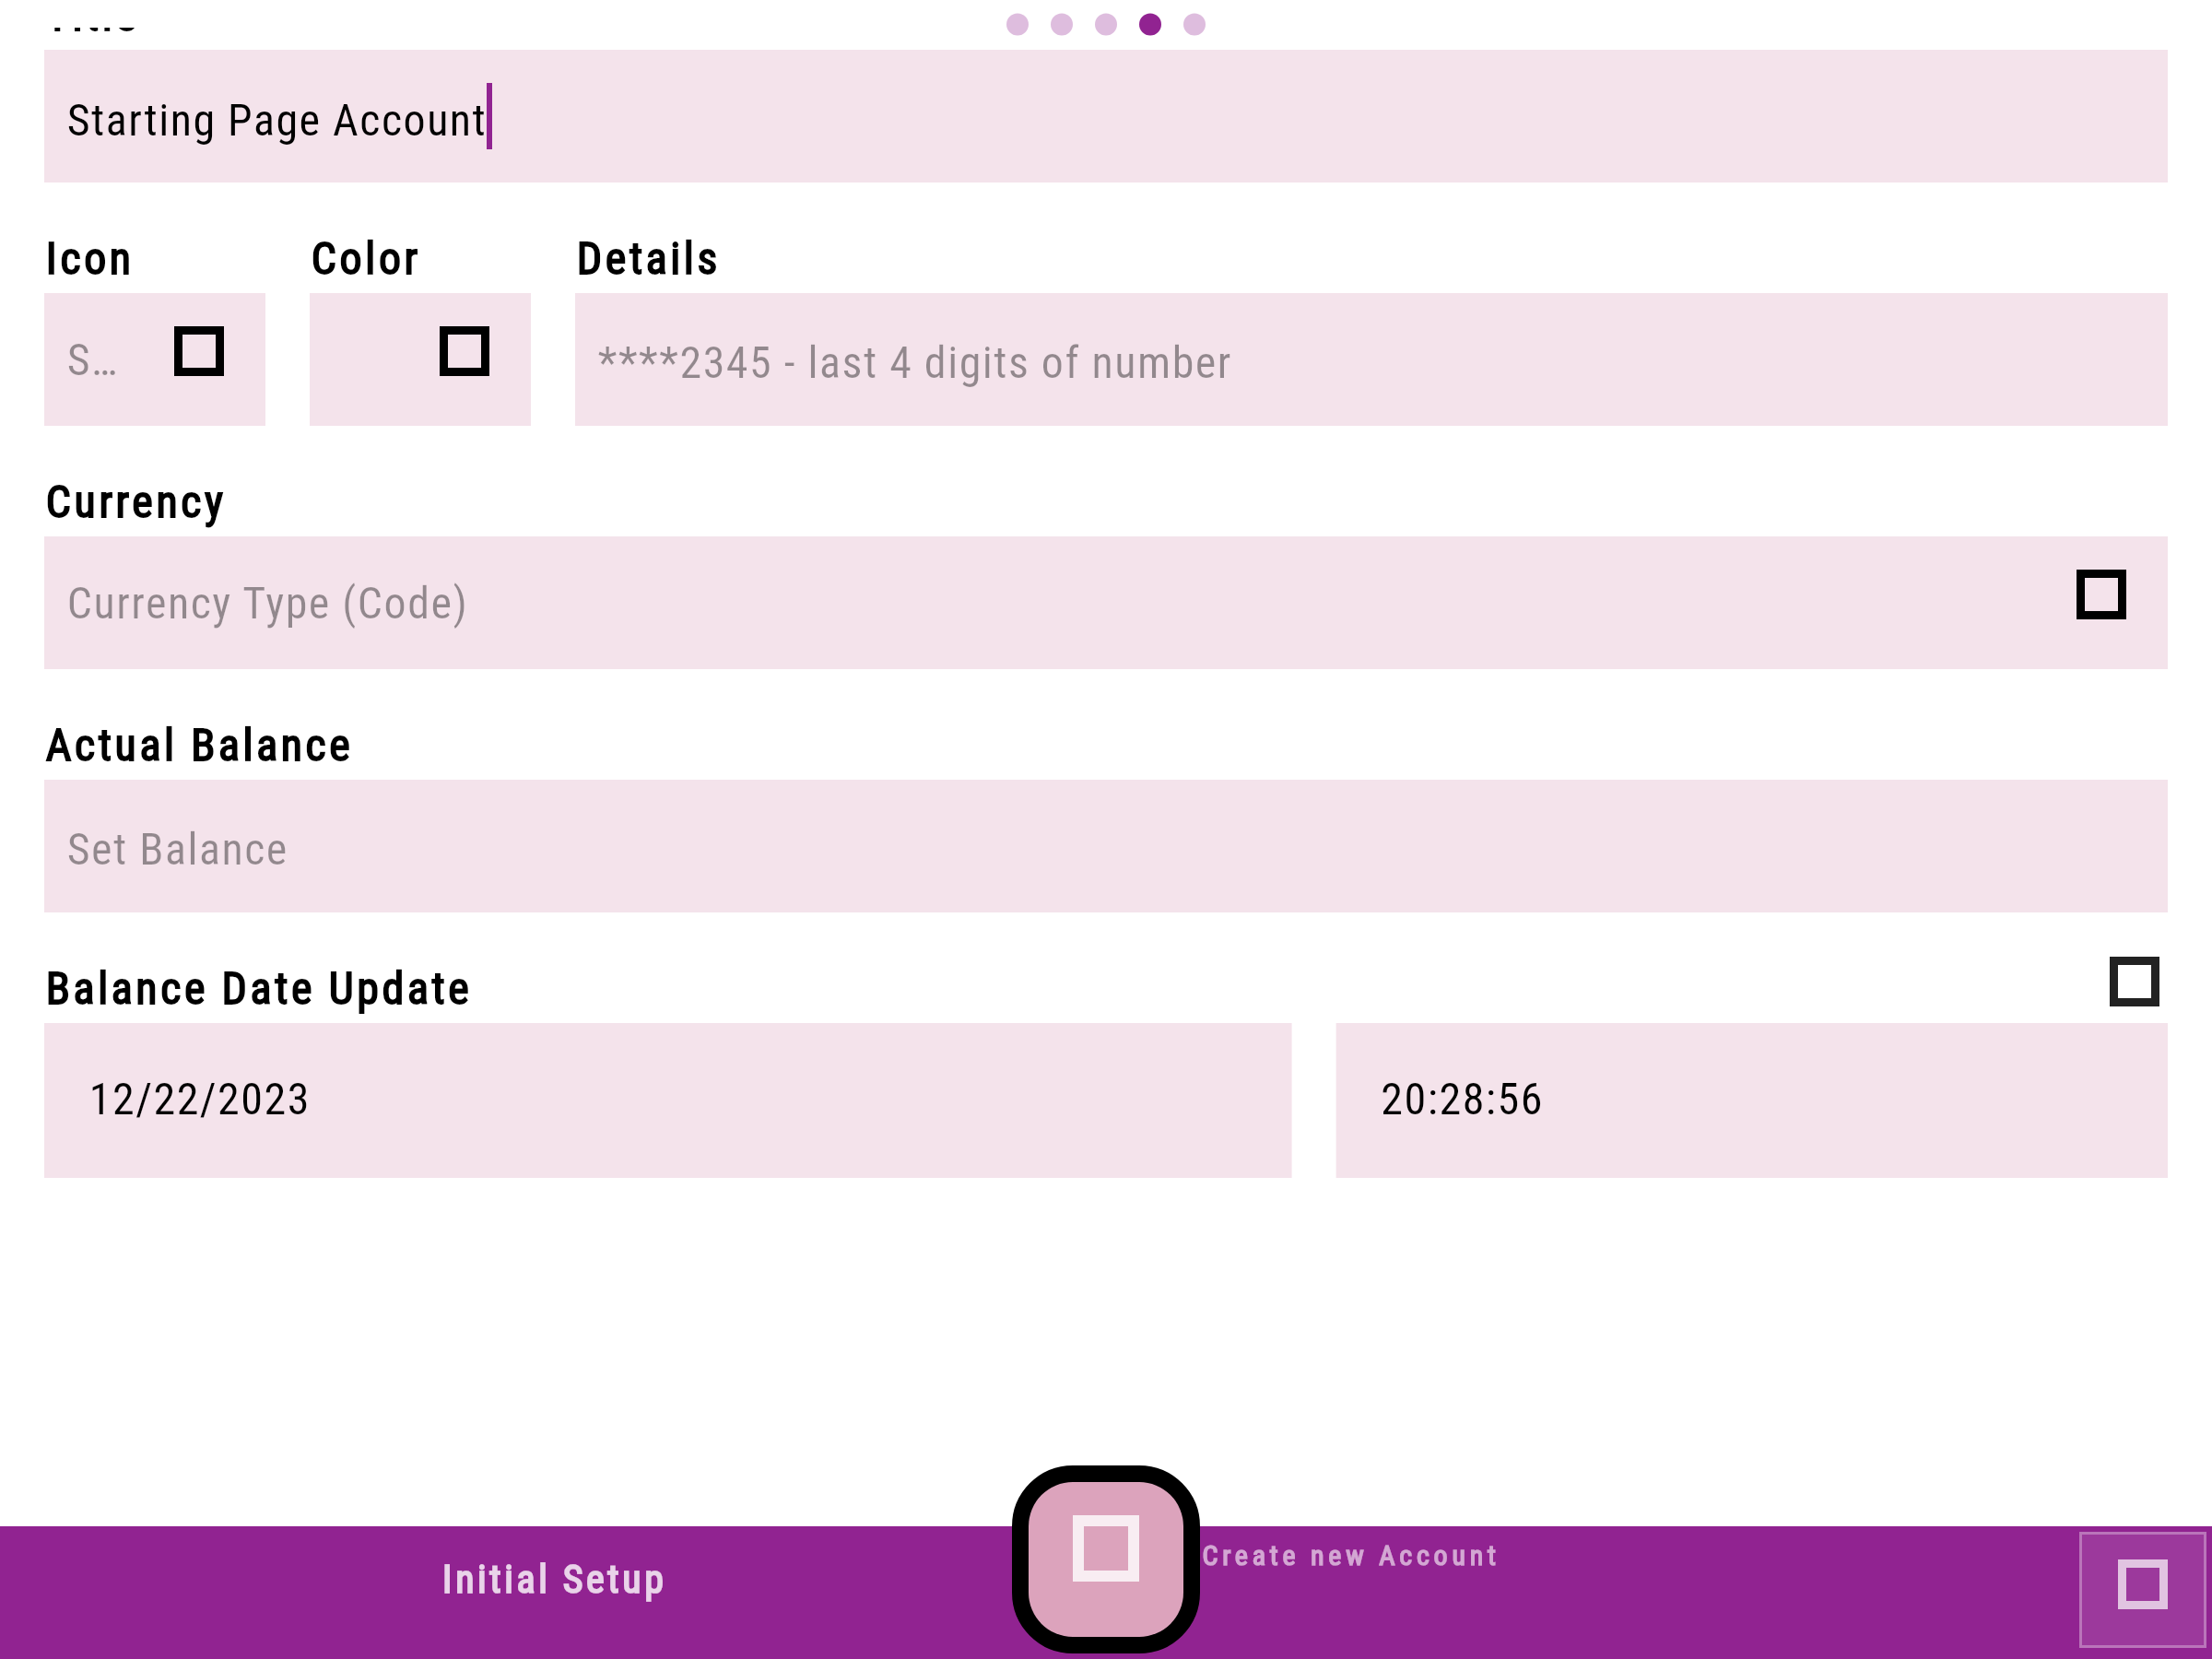 Starting Page Account
Icon Color Details
S... ****2345 - last 4 digits of number
Currency
Currency Type (Code)
Actual Balance
Set Balance
Balance Date Update
12/22/2023 20:28:56
Initial Setup Create new Account